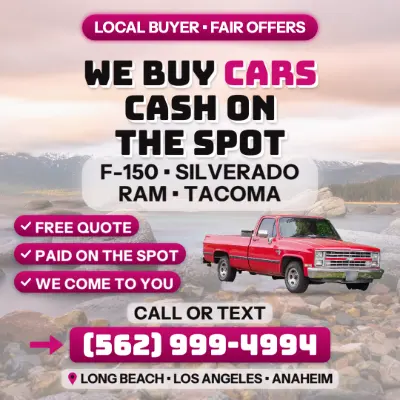 LOCAL BUYER ▪ FAIR OFFERS
WE BUY CARS
CASH ON
THE SPOT
F-150 ▪ SILVERADO
RAM ▪ TACOMA
FREE QUOTE
PAID ON THE SPOT
WE COME TO YOU
CALL OR TEXT
(562) 999-4994
LONG BEACH ▪ LOS ANGELES ▪ ANAHEIM